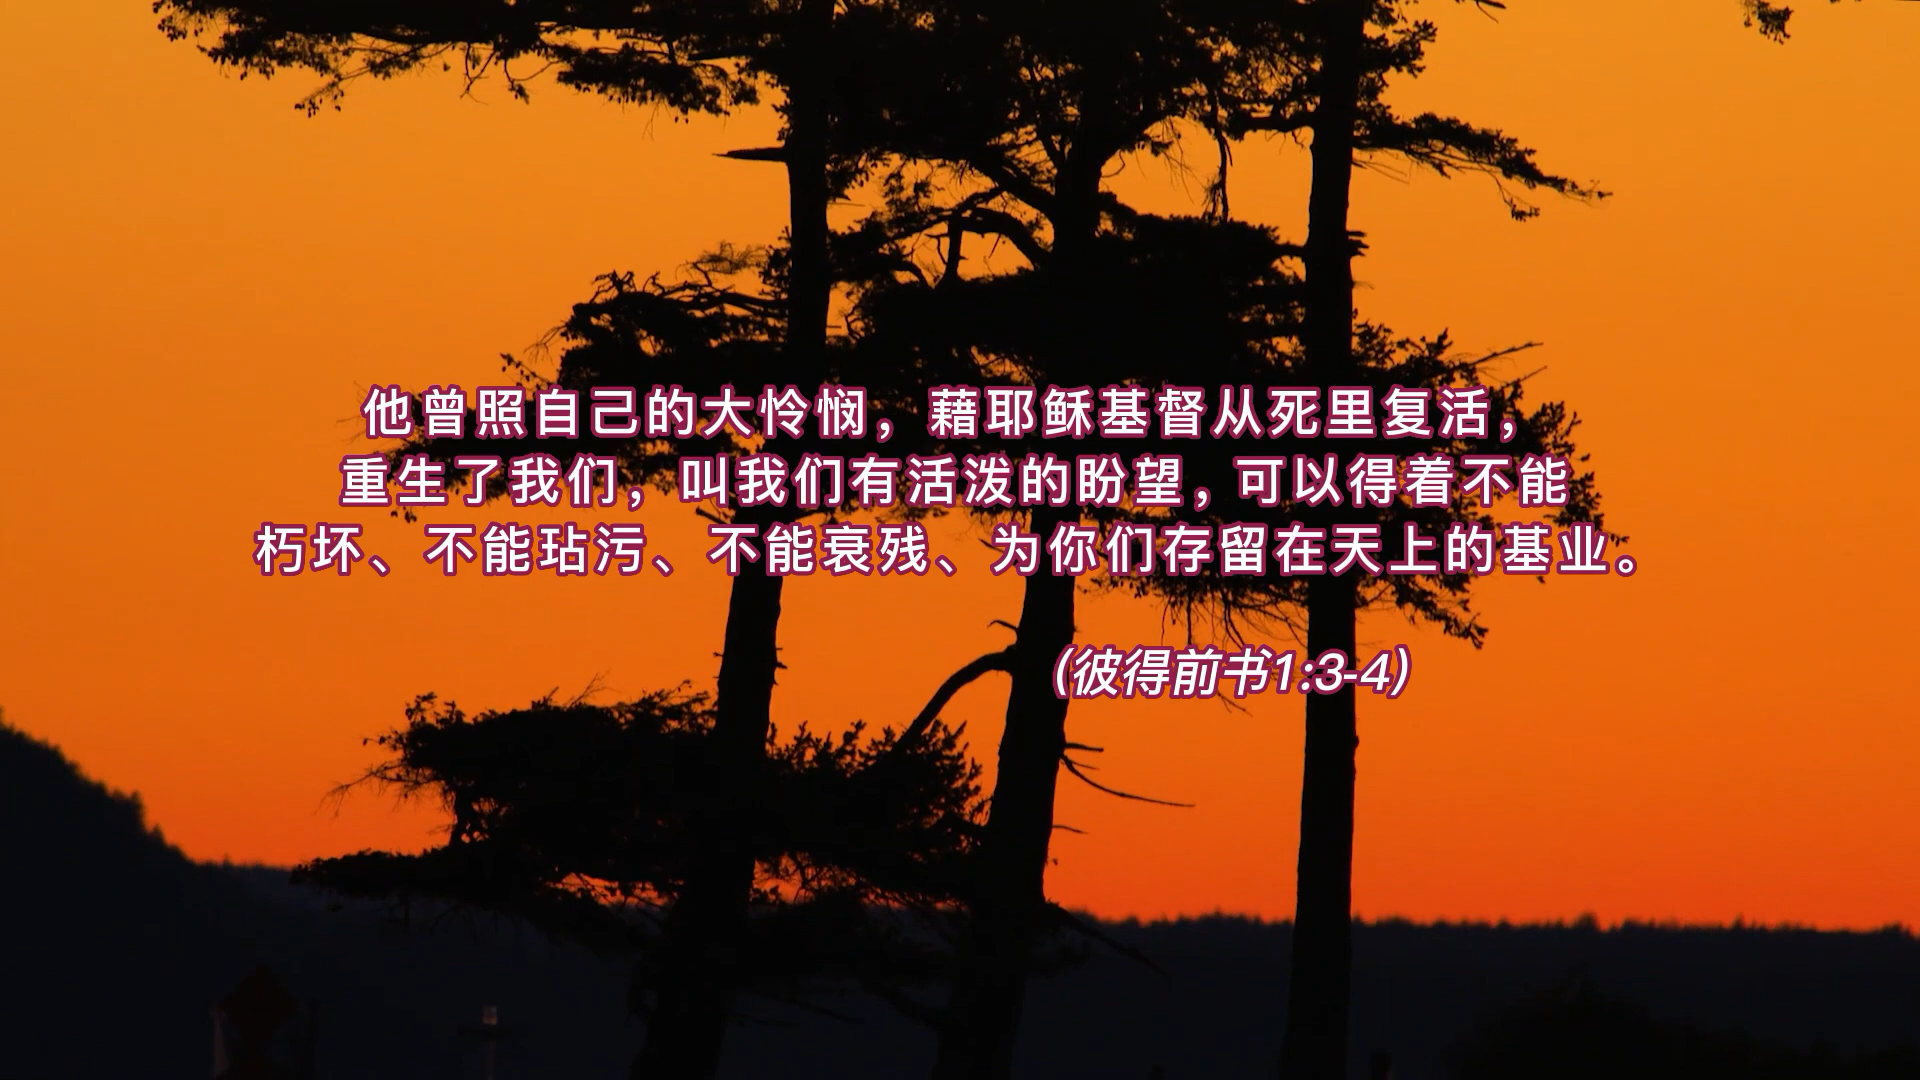 他曾照自己的大怜悯，藉耶稣基督从死里复活，
重生了我们，叫我们有活泼的盼望，可以得着不能
朽坏、不能玷污、不能衰残、为你们存留在天上的基业。
(彼得前书1:3-4)